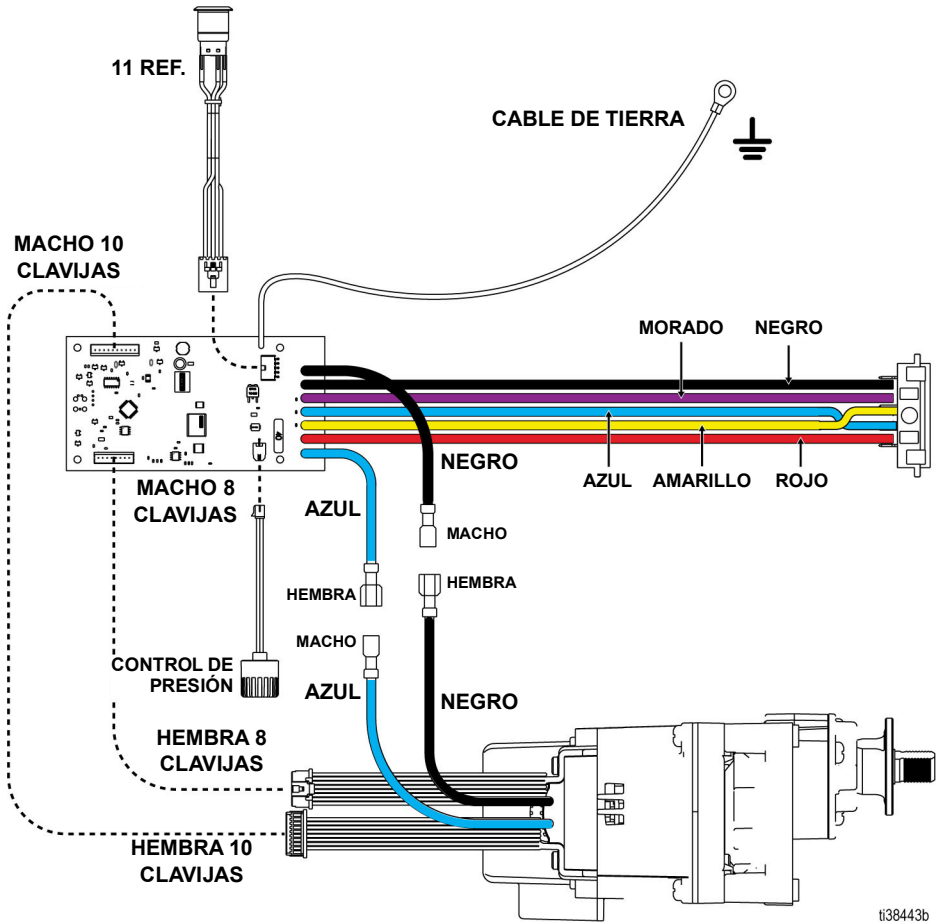 11 REF.
CABLE DE TIERRA
MACHO 10
CLAVIJAS
MORADO
NEGRO
NEGRO
AZUL
AMARILLO
ROJO
MACHO 8
CLAVIJAS
AZUL
MACHO
HEMBRA
HEMBRA
MACHO
CONTROL DE
PRESIÓN
AZUL
NEGRO
HEMBRA 8
CLAVIJAS
HEMBRA 10
CLAVIJAS
ti38443b